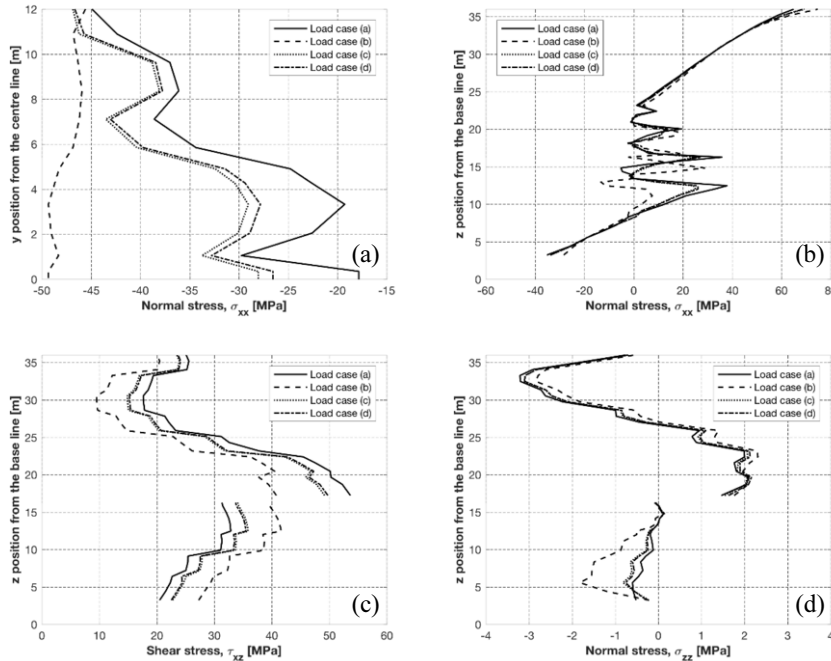 12
10
8
6
4
2
0
y position from the centre line [m]
Load case (a)
Load case (b)
Load case (c)
Load case (d)
(a)
-50 -45 -40 -35 -30 -25 -20 -15
Normal stress, σxx [MPa]
35
30
25
20
15
10
5
0
z position from the base line [m]
Load case (a)
Load case (b)
Load case (c)
Load case (d)
(b)
-60 -40 -20 0 20 40 60 80
Normal stress, σxx [MPa]
35
30
25
20
15
10
5
0
z position from the base line [m]
Load case (a)
Load case (b)
Load case (c)
Load case (d)
(c)
0 10 20 30 40 50 60
Shear stress, τxz [MPa]
35
30
25
20
15
10
5
0
z position from the base line [m]
Load case (a)
Load case (b)
Load case (c)
Load case (d)
(d)
-4 -3 -2 -1 0 1 2 3 4
Normal stress, σzz [MPa]